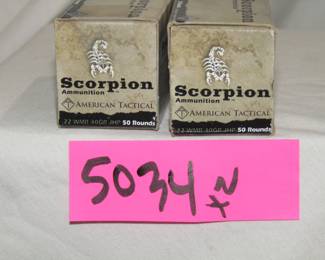 Scorpion
Ammunition
AMERICAN TACTICAL
22 WMR 40GR JHP 50 Rounds
Scorpion
Ammunition
AMERICAN TACTICAL
22 WMR 40GR JHP 50 Rounds
5034 x2